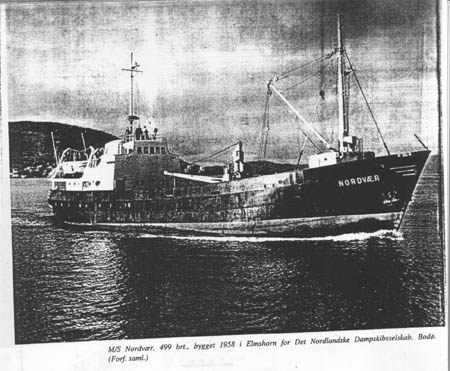 NORDVÆR
M/S Nordvær, 499 brt., bygget 1958 i Elmshorn for Det Nordlandske Dampskibsselskab, Bodø.
(Forf. saml.)